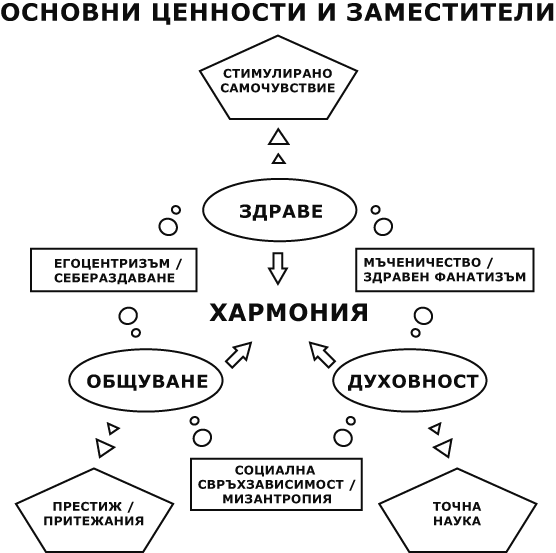 ОСНОВНИ ЦЕННОСТИ И ЗАМЕСТИТЕЛИ
СТИМУЛИРАНО
САМОЧУВСТВИЕ
ЗДРАВЕ
ЕГОЦЕНТРИЗЪМ /
СЕБЕРАЗДАВАНЕ
МЪЧЕНИЧЕСТВО /
ЗДРАВЕН ФАНАТИЗЪМ
ХАРМОНИЯ
ОБЩУВАНЕ
ДУХОВНОСТ
СОЦИАЛНА
СВРЪХЗАВИСИМОСТ /
МИЗАНТРОПИЯ
ПРЕСТИЖ /
ПРИТЕЖАНИЯ
ТОЧНА
НАУКА